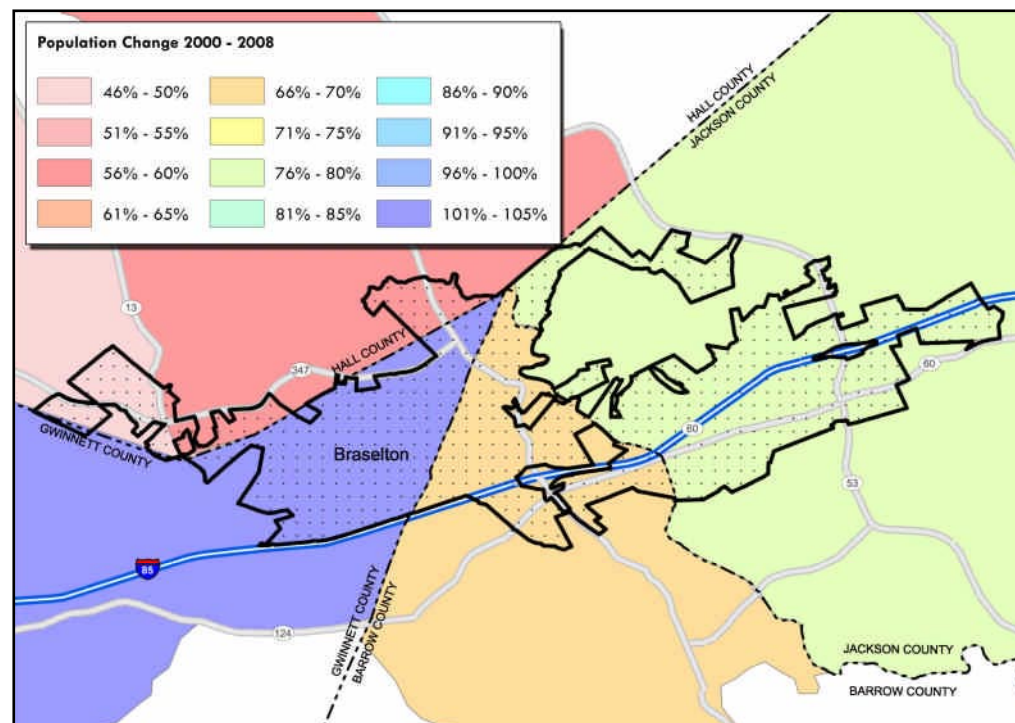 Population Change 2000 - 2008
46% - 50%
66% - 70%
86% - 90%
51% - 55%
71% - 75%
91% - 95%
56% - 60%
76% - 80%
96% - 100%
61% - 65%
81% - 85%
101% - 105%
HALL COUNTY
JACKSON COUNTY
13
HALL COUNTY
347
60
GWINNETT COUNTY
60
Braselton
53
85
GWINNETT COUNTY
BARROW COUNTY
124
JACKSON COUNTY
BARROW COUNTY